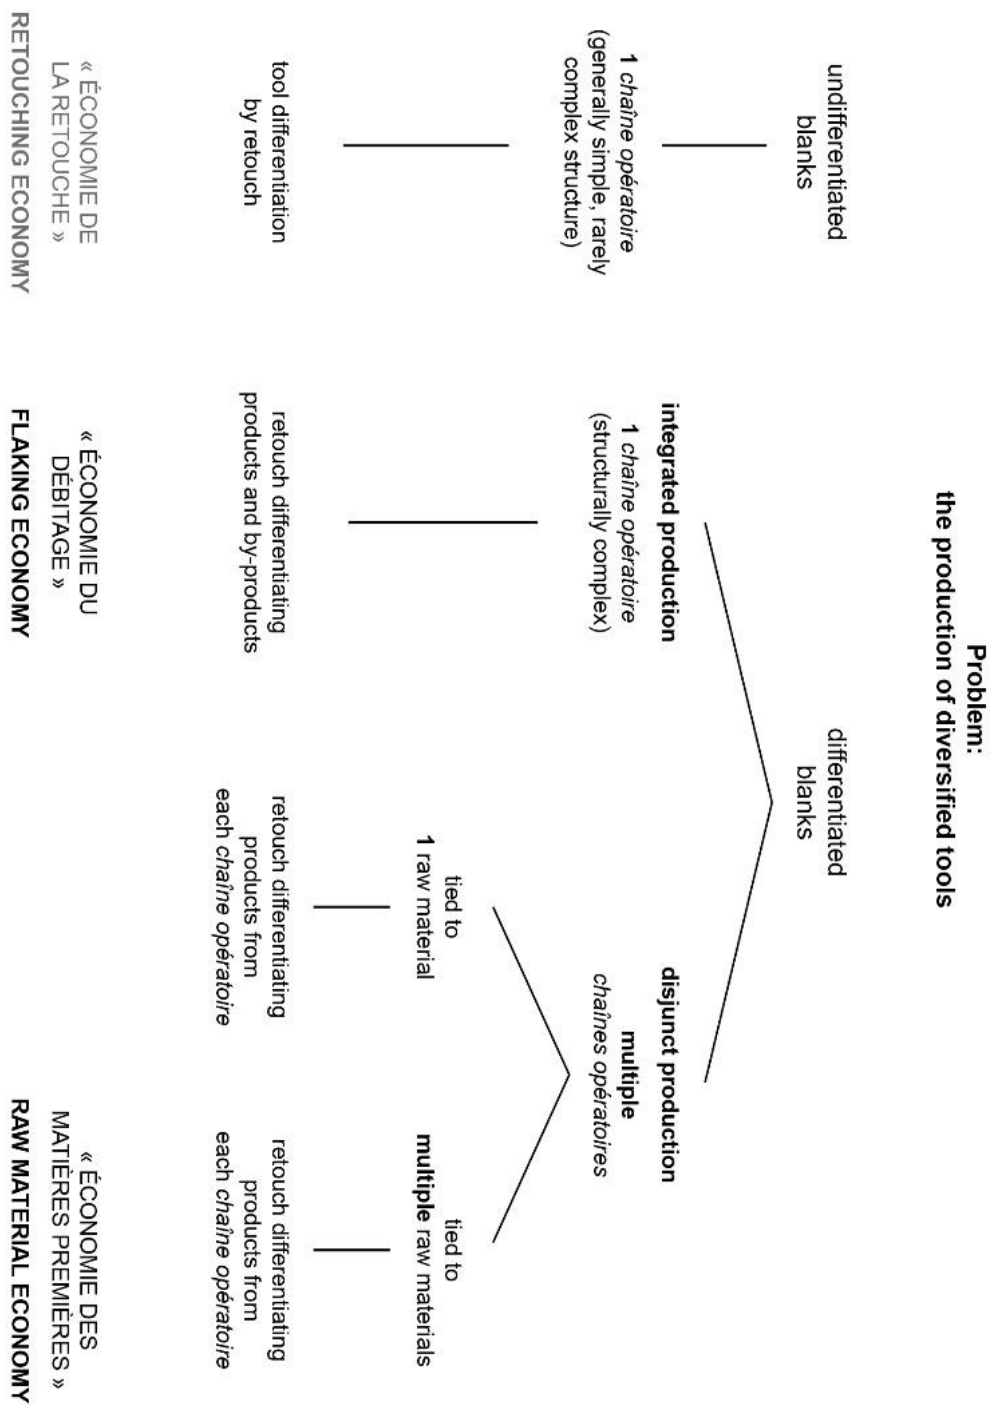 Problem:
the production of diversified tools
undifferentiated
blanks
differentiated
blanks
1 chaîne opératoire
(generally simple, rarely
complex structure)
integrated production
1 chaîne opératoire
(structurally complex)
disjunct production
multiple
chaînes opératoires
tied to
1 raw material
tied to
multiple raw materials
tool differentiation
by retouch
retouch differentiating
products and by-products
retouch differentiating
products from
each chaîne opératoire
retouch differentiating
products from
each chaîne opératoire
« ÉCONOMIE DE
LA RETOUCHE »
RETOUCHING ECONOMY
« ÉCONOMIE DU
DÉBITAGE »
FLAKING ECONOMY
« ÉCONOMIE DES
MATIÈRES PREMIÈRES »
RAW MATERIAL ECONOMY